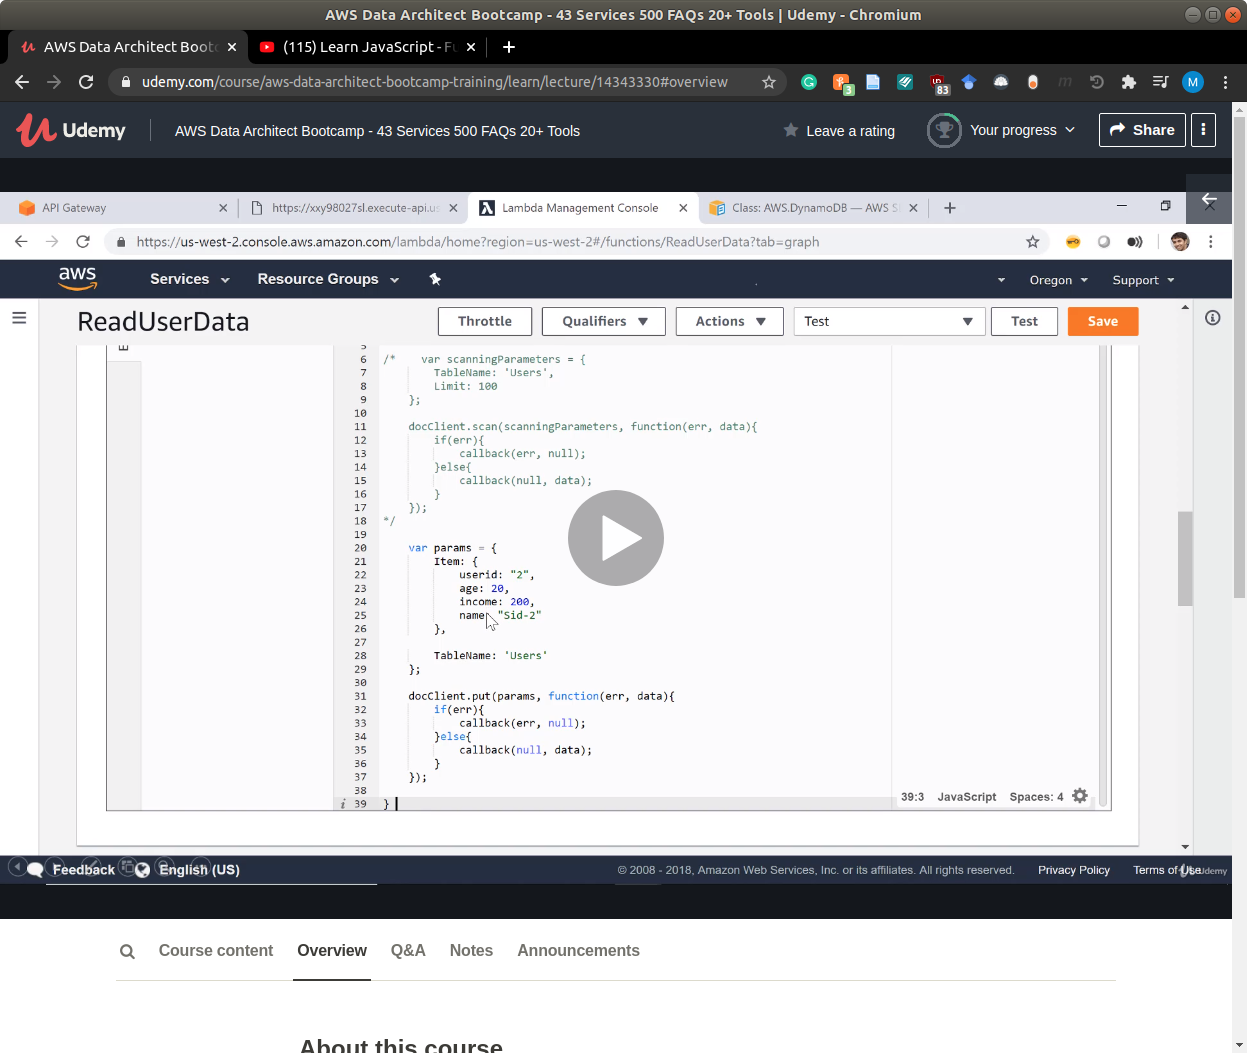 AWS Data Architect Bootcamp - 43 Services 500 FAQs 20+ Tools | Udemy - Chromium
AWS Data Architect Bootc
(115) Learn JavaScript - Fu
udemy.com/course/aws-data-architect-bootcamp-training/learn/lecture/14343330#overview
3
83
m
M
Udemy
AWS Data Architect Bootcamp - 43 Services 500 FAQs 20+ Tools
Leave a rating
Your progress
Share
API Gateway
https://xxy98027sl.execute-api.us
Lambda Management Console
Class: AWS.DynamoDB — AWS S
https://us-west-2.console.aws.amazon.com/lambda/home?region=us-west-2#/functions/ReadUserData?tab=graph
aws
Services
Resource Groups
Oregon
Support
ReadUserData
Throttle
Qualifiers
Actions
Test
Test
Save
5
6 /* var scanningParameters = {
7 TableName: 'Users',
8 Limit: 100
9 };
10
11 docClient.scan(scanningParameters, function(err, data){
12 if(err){
13 callback(err, null);
14 }else{
15 callback(null, data);
16 }
17 });
18 */
19
20 var params = {
21 Item: {
22 userid: "2",
23 age: 20,
24 income: 200,
25 name: "Sid-2"
26 },
27
28 TableName: 'Users'
29 };
30
31 docClient.put(params, function(err, data){
32 if(err){
33 callback(err, null);
34 }else{
35 callback(null, data);
36 }
37 });
38
i 39 }
39:3 JavaScript Spaces: 4
Feedback
English (US)
© 2008 - 2018, Amazon Web Services, Inc. or its affiliates. All rights reserved.
Privacy Policy
Terms of Use
Udemy
Course content
Overview
Q&A
Notes
Announcements
About this course